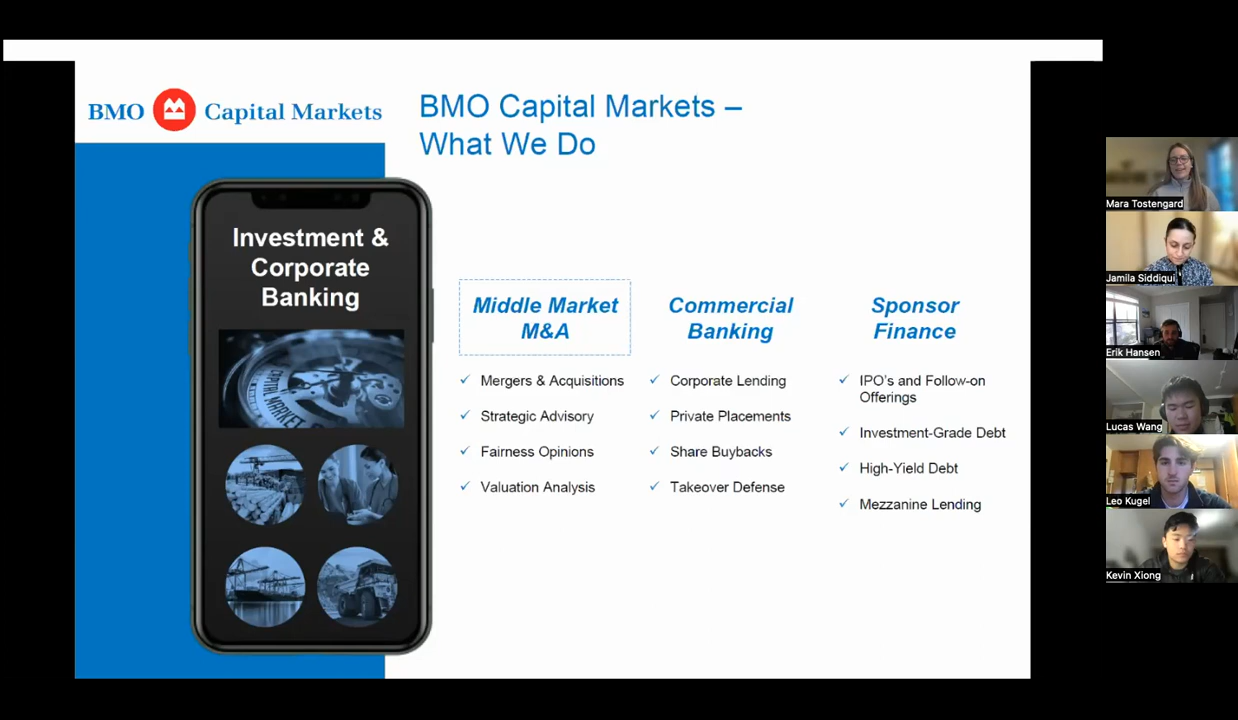 BMO Capital Markets
BMO Capital Markets –
What We Do
Investment &
Corporate
Banking
CAPITAL MARKET
Middle Market
M&A
Mergers & Acquisitions
Strategic Advisory
Fairness Opinions
Valuation Analysis
Commercial
Banking
Corporate Lending
Private Placements
Share Buybacks
Takeover Defense
Sponsor
Finance
IPO's and Follow-on
Offerings
Investment-Grade Debt
High-Yield Debt
Mezzanine Lending
Mara Tostengard
Jamila Siddiqui
Erik Hansen
Lucas Wang
Leo Kugel
Kevin Xiong